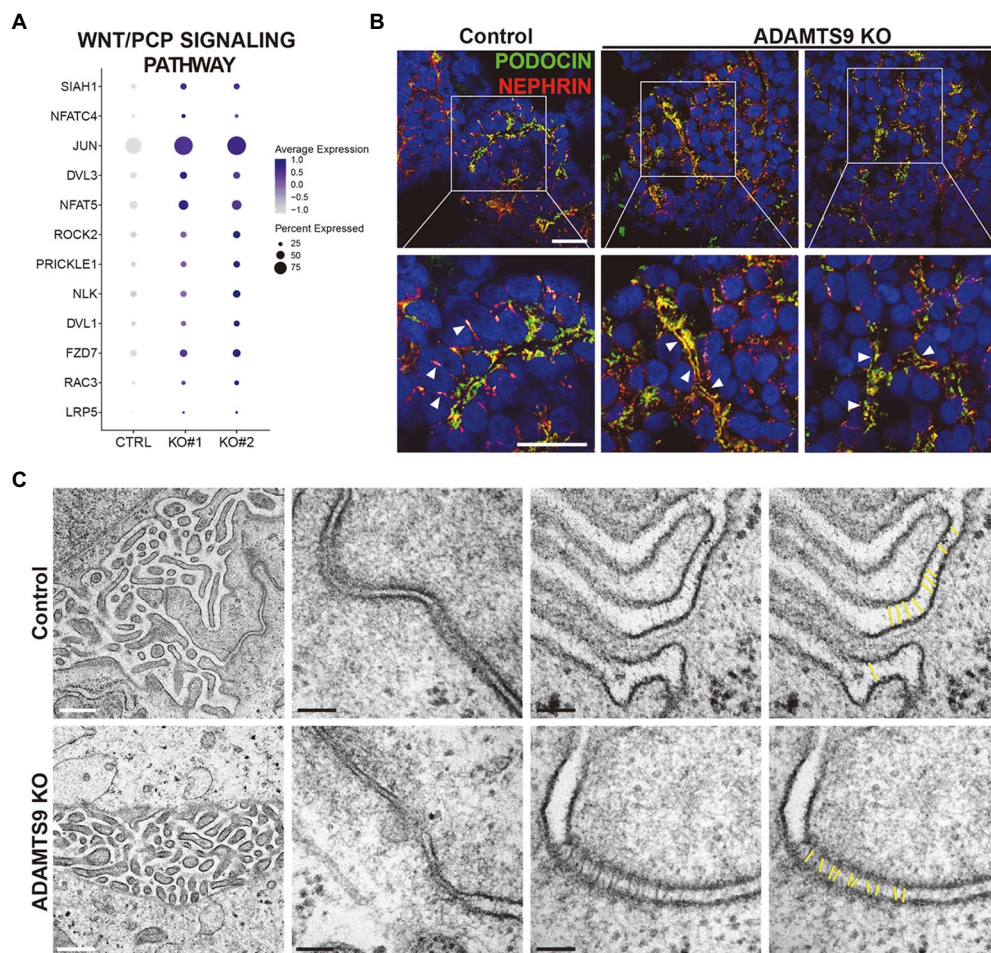 A
WNT/PCP SIGNALING
PATHWAY
SIAH1
NFATC4
JUN
DVL3
NFAT5
ROCK2
PRICKLE1
NLK
DVL1
FZD7
RAC3
LRP5
CTRL KO#1 KO#2
Average Expression
1.0
0.5
0.0
−0.5
−1.0
Percent Expressed
25
50
75
B
Control
ADAMTS9 KO
PODOCIN
NEPHRIN
C
Control
ADAMTS9 KO